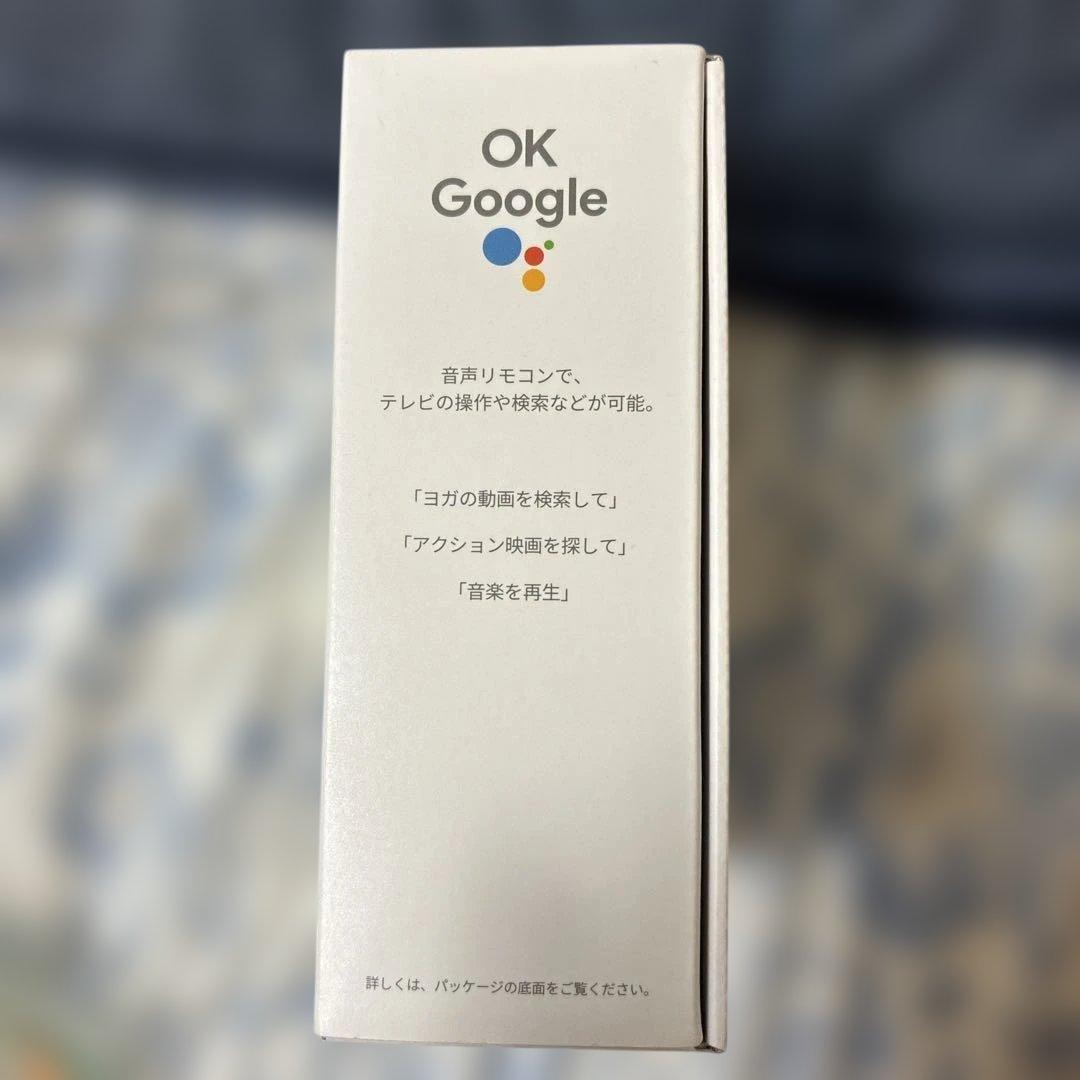 OK
Google
音声リモコンで、
テレビの操作や検索などが可能。
「ヨガの動画を検索して」
「アクション映画を探して」
「音楽を再生」
詳しくは、パッケージの底面をご覧ください。